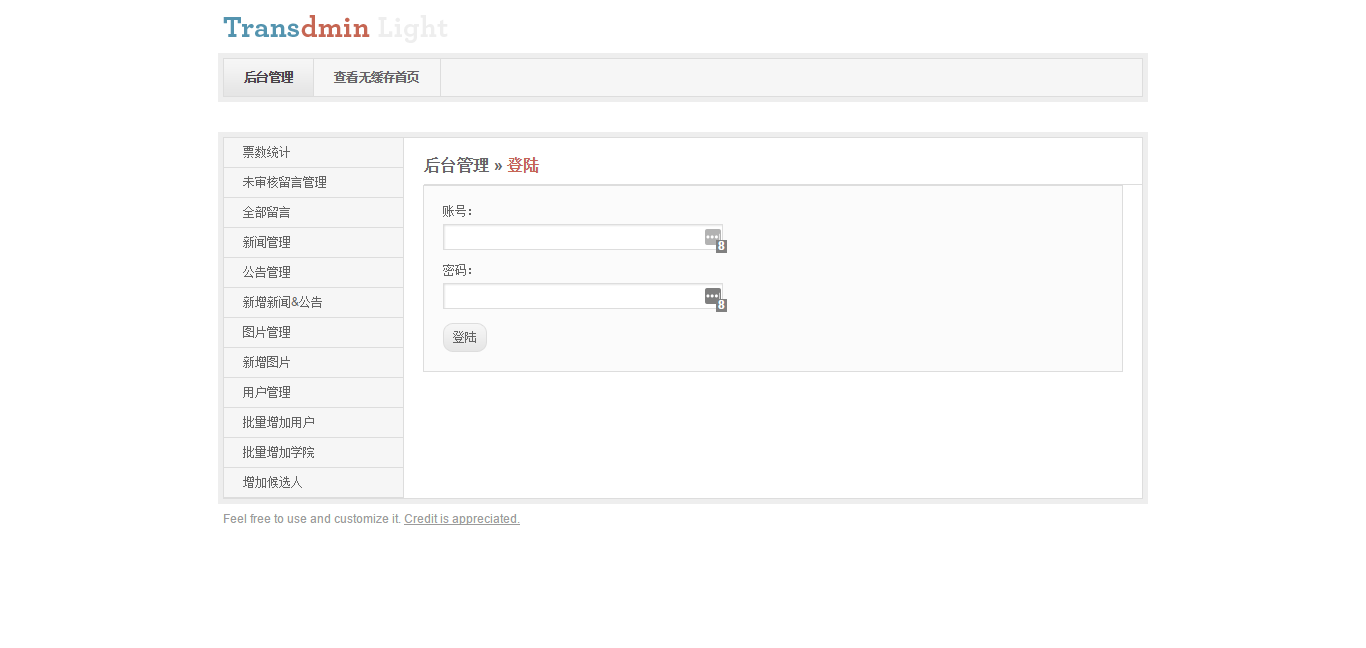 Transdmin Light
后台管理 查看无缓存首页
票数统计
未审核留言管理
全部留言
新闻管理
公告管理
新增新闻&公告
图片管理
新增图片
用户管理
批量增加用户
批量增加学院
增加候选人
后台管理 » 登陆
账号：
8
密码：
8
登陆
Feel free to use and customize it. Credit is appreciated.